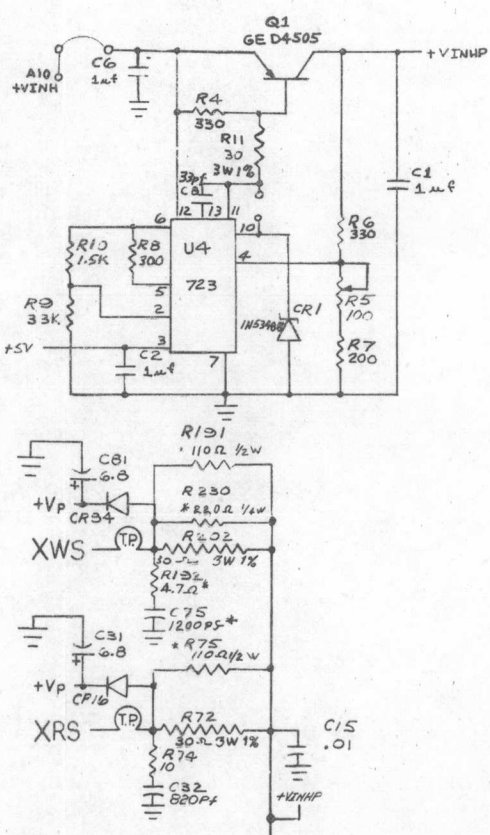 Q1
GE D4505
A10
+VINH
C6
1uf
+VINHP
R4
330
R11
30
3W 1%
C1
1uf
33pf
12 13 11
6
10
R10
1.5K
R8
300
U4
723
4
R6
330
5
R9
33K
2
CR1
R5
100
+5V
3
C2
1uf
7
R7
200
R191
110Ω 1/2W
C81
6.8
R230
*220Ω 1/4W
+Vp
CR34
XWS
T.P.
30Ω 3W 1%
R192
4.7Ω*
C75
1200pf*
*R75
110Ω 1/2W
C31
6.8
+Vp
XRS
T.P.
R72
30Ω 3W 1%
C15
.01
R74
10
+VINHP
C32
820pf